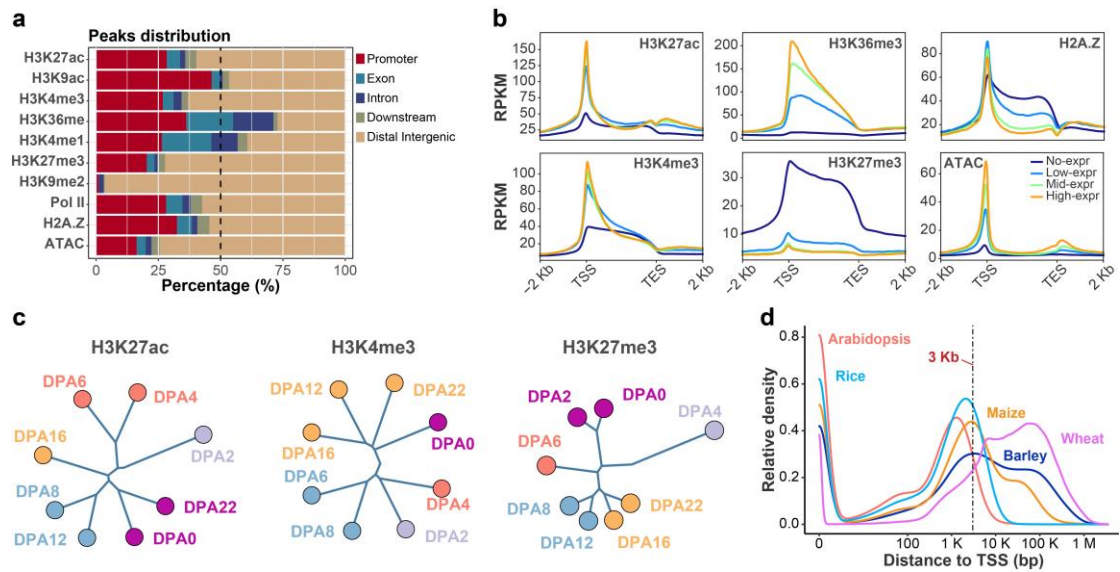 a
Peaks distribution
H3K27ac
H3K9ac
H3K4me3
H3K36me
H3K4me1
H3K27me3
H3K9me2
Pol II
H2A.Z
ATAC
0 25 50 75 100
Percentage (%)
Promoter
Exon
Intron
Downstream
Distal Intergenic
b
RPKM
150
125
100
75
50
25
H3K27ac
200
150
100
50
0
H3K36me3
80
60
40
20
H2A.Z
RPKM
100
80
60
40
20
H3K4me3
30
20
10
0
H3K27me3
60
40
20
0
ATAC
No-expr
Low-expr
Mid-expr
High-expr
−2 Kb TSS TES 2 Kb
−2 Kb TSS TES 2 Kb
−2 Kb TSS TES 2 Kb
c
H3K27ac
DPA6
DPA4
DPA16
DPA2
DPA8
DPA22
DPA12
DPA0
H3K4me3
DPA12
DPA22
DPA16
DPA0
DPA6
DPA4
DPA8
DPA2
H3K27me3
DPA2
DPA0
DPA4
DPA6
DPA8
DPA22
DPA12
DPA16
d
Relative density
0.8
0.6
0.4
0.2
0.0
Arabidopsis
3 Kb
Rice
Maize
Wheat
Barley
0 100 1 K 10 K 100 K 1 M
Distance to TSS (bp)